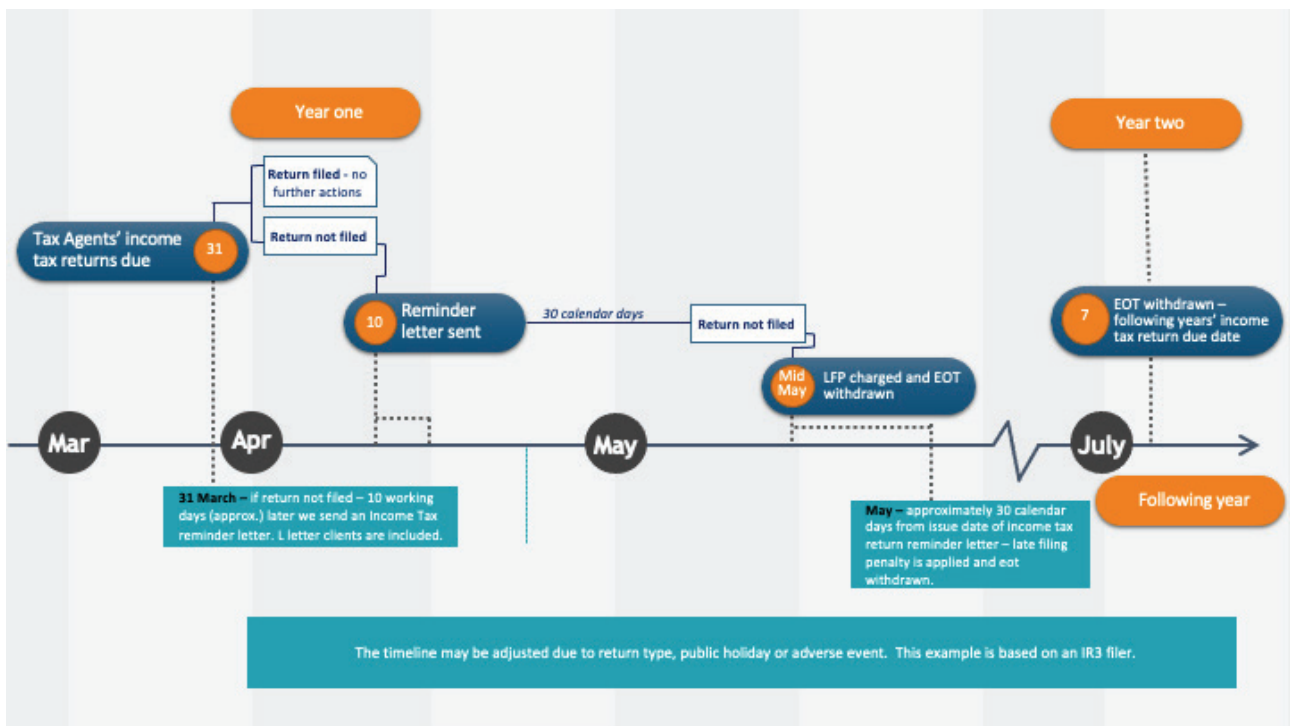 Year one
Year two
Return filed - no
further actions
Tax Agents' income
tax returns due
31
Return not filed
10
Reminder
letter sent
30 calendar days
Return not filed
7
EOT withdrawn –
following years' income
tax return due date
Mid
May
LFP charged and EOT
withdrawn
Mar
Apr
May
July
Following year
31 March – if return not filed – 10 working
days (approx.) later we send an Income Tax
reminder letter. L letter clients are included.
May – approximately 30 calendar
days from issue date of income tax
return reminder letter – late filing
penalty is applied and eot
withdrawn.
The timeline may be adjusted due to return type, public holiday or adverse event. This example is based on an IR3 filer.